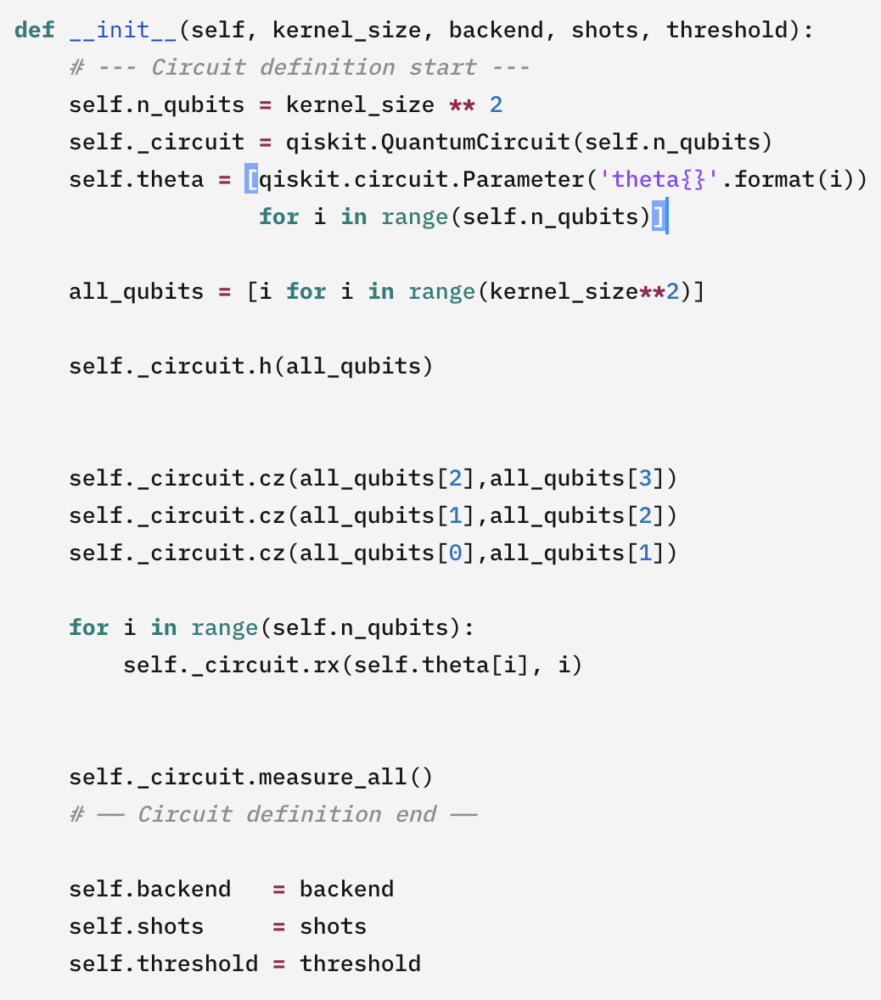 def __init__(self, kernel_size, backend, shots, threshold):
    # --- Circuit definition start ---
    self.n_qubits = kernel_size ** 2
    self._circuit = qiskit.QuantumCircuit(self.n_qubits)
    self.theta = [qiskit.circuit.Parameter('theta{}'.format(i))
                  for i in range(self.n_qubits)]
    all_qubits = [i for i in range(kernel_size**2)]
    self._circuit.h(all_qubits)
    self._circuit.cz(all_qubits[2],all_qubits[3])
    self._circuit.cz(all_qubits[1],all_qubits[2])
    self._circuit.cz(all_qubits[0],all_qubits[1])
    for i in range(self.n_qubits):
        self._circuit.rx(self.theta[i], i)
    self._circuit.measure_all()
    # —— Circuit definition end ——
    self.backend   = backend
    self.shots     = shots
    self.threshold = threshold